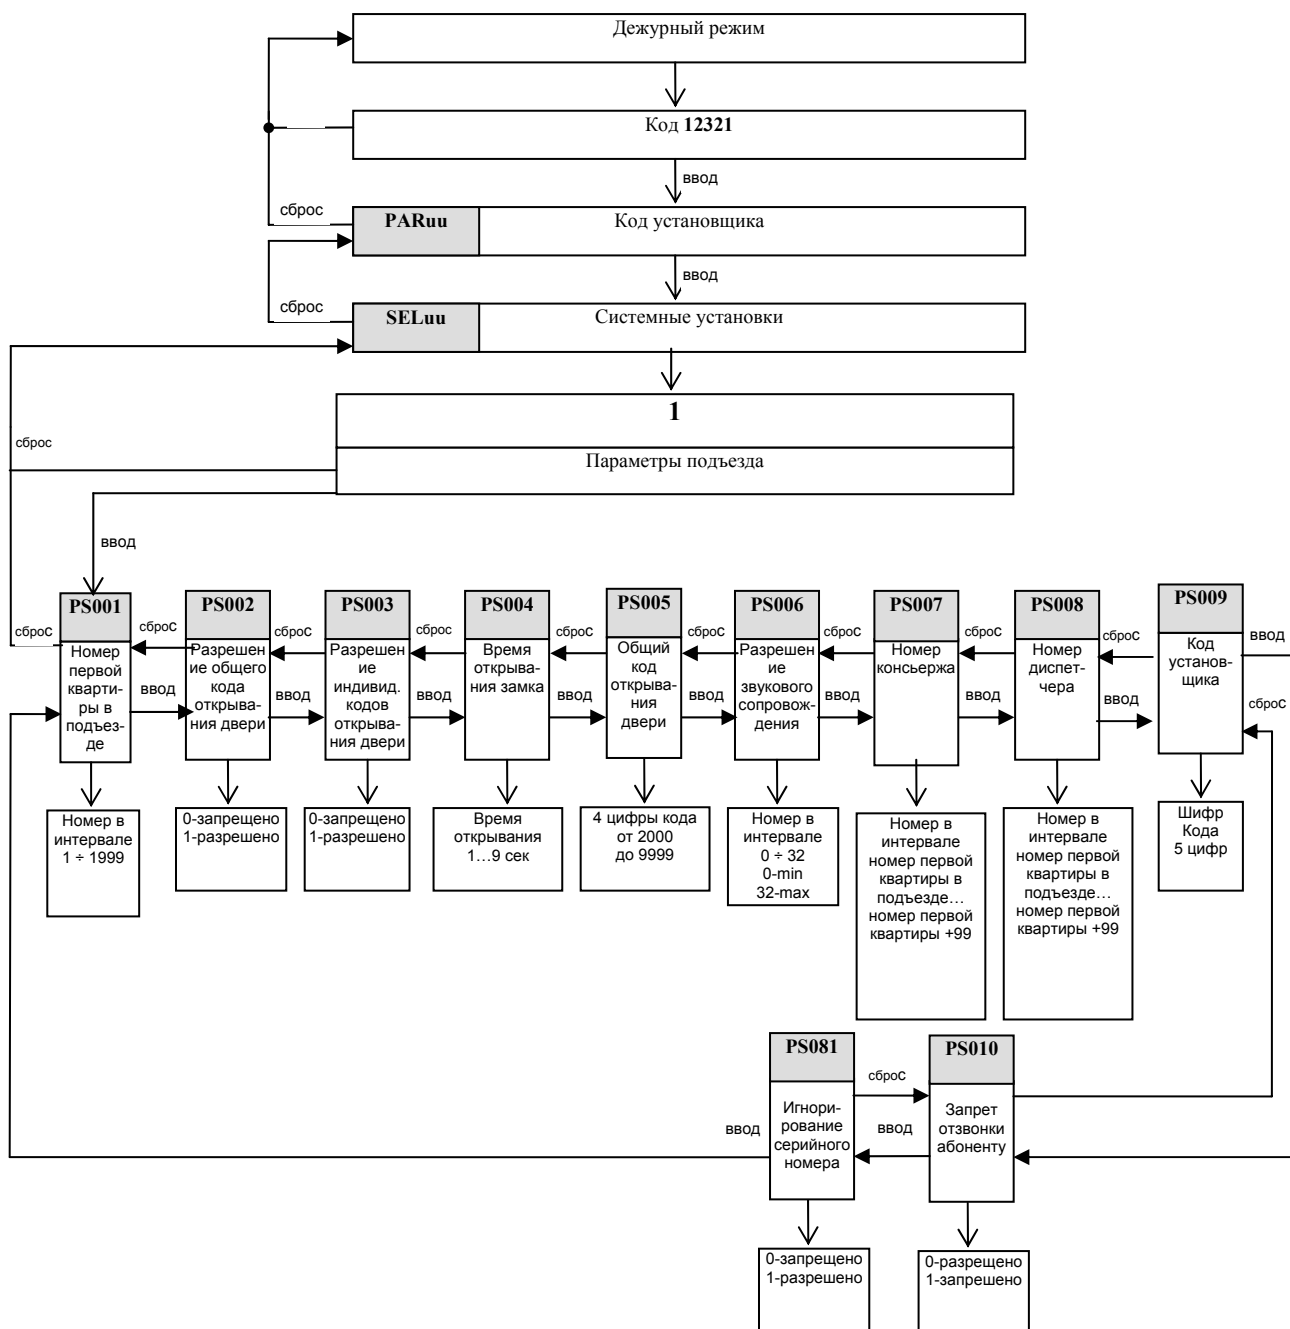 Дежурный режим
Код 12321
ввод
сброс
PARuu
Код установщика
ввод
сброс
SELuu
Системные установки
1
сброс
Параметры подъезда
ввод
PS001
PS002
PS003
PS004
PS005
PS006
PS007
PS008
PS009
сброс
Номер
первой
кварти-
ры в
подъез-
де
сброс
ввод
Разрешен
ие общего
кода
открыва-
ния двери
сброс
ввод
Разрешен
ие
индивид.
кодов
открыва-
ния двери
сброс
ввод
Время
открыва-
ния замка
сброс
ввод
Общий
код
открыва-
ния
двери
сброс
ввод
Разрешен
ие
звукового
сопровож-
дения
сброс
ввод
Номер
консьержа
сброс
ввод
Номер
диспет-
чера
сброс
ввод
Код
установ-
щика
ввод
сброс
Номер в
интервале
1 ÷ 1999
0-запрещено
1-разрешено
0-запрещено
1-разрешено
Время
открывания
1…9 сек
4 цифры кода
от 2000
до 9999
Номер в
интервале
0 ÷ 32
0-min
32-max
Номер в
интервале
номер первой
квартиры в
подъезде…
номер первой
квартиры +99
Номер в
интервале
номер первой
квартиры в
подъезде…
номер первой
квартиры +99
Шифр
Кода
5 цифр
PS081
PS010
сброс
ввод
Игнори-
рование
серийного
номера
ввод
Запрет
отзвонки
абоненту
0-запрещено
1-разрешено
0-разрещено
1-запрешено